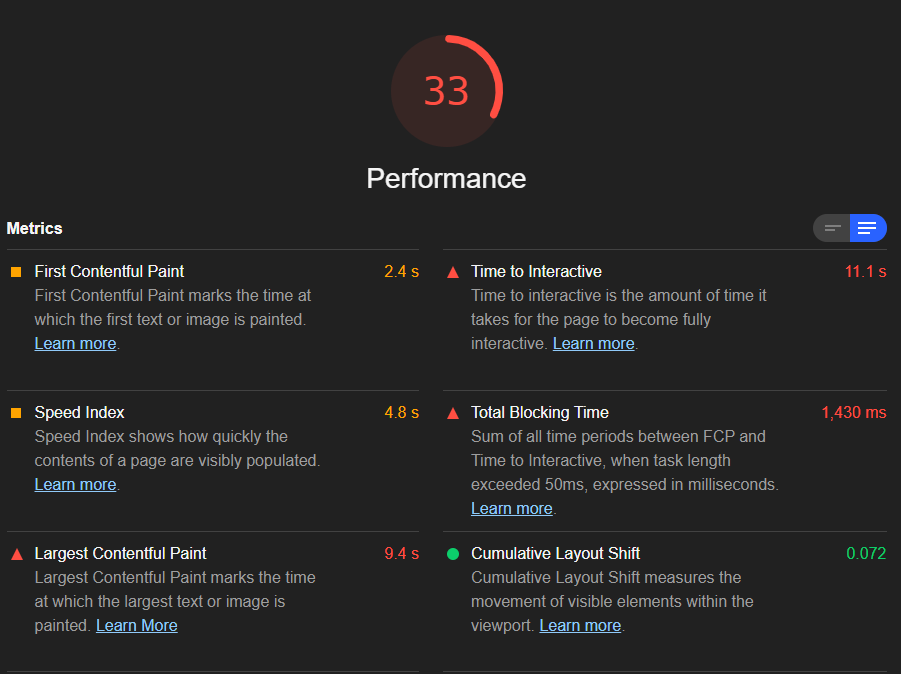 33
Performance
Metrics
First Contentful Paint 2.4 s
First Contentful Paint marks the time at
which the first text or image is painted.
Learn more.
Time to Interactive 11.1 s
Time to interactive is the amount of time it
takes for the page to become fully
interactive. Learn more.
Speed Index 4.8 s
Speed Index shows how quickly the
contents of a page are visibly populated.
Learn more.
Total Blocking Time 1,430 ms
Sum of all time periods between FCP and
Time to Interactive, when task length
exceeded 50ms, expressed in milliseconds.
Learn more.
Largest Contentful Paint 9.4 s
Largest Contentful Paint marks the time
at which the largest text or image is
painted. Learn More
Cumulative Layout Shift 0.072
Cumulative Layout Shift measures the
movement of visible elements within the
viewport. Learn more.